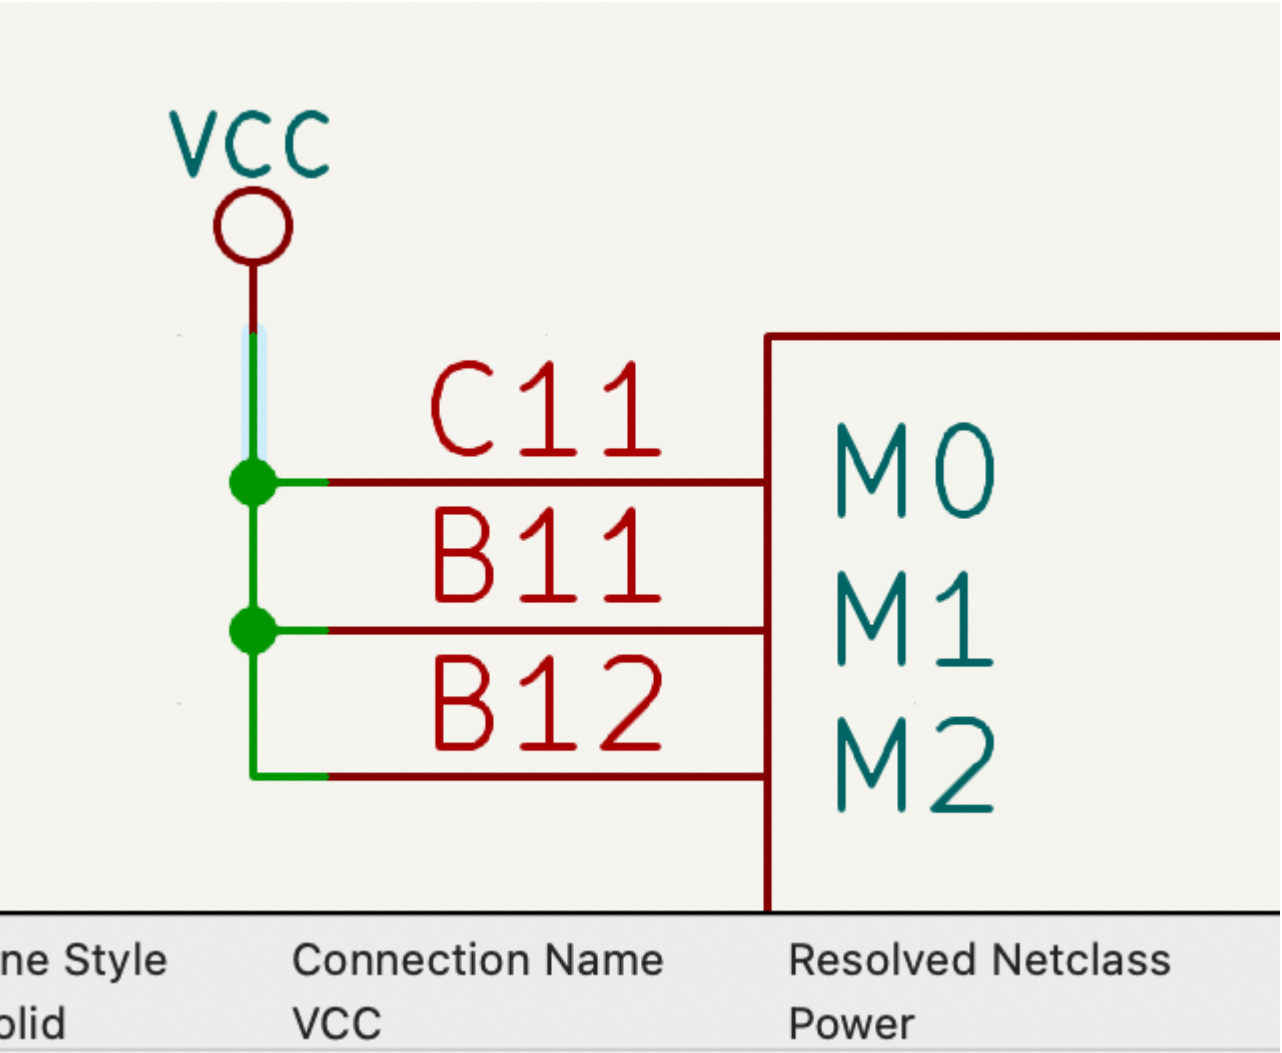 VCC
C11
M0
B11
M1
B12
M2
ne Style Connection Name Resolved Netclass
olid VCC Power